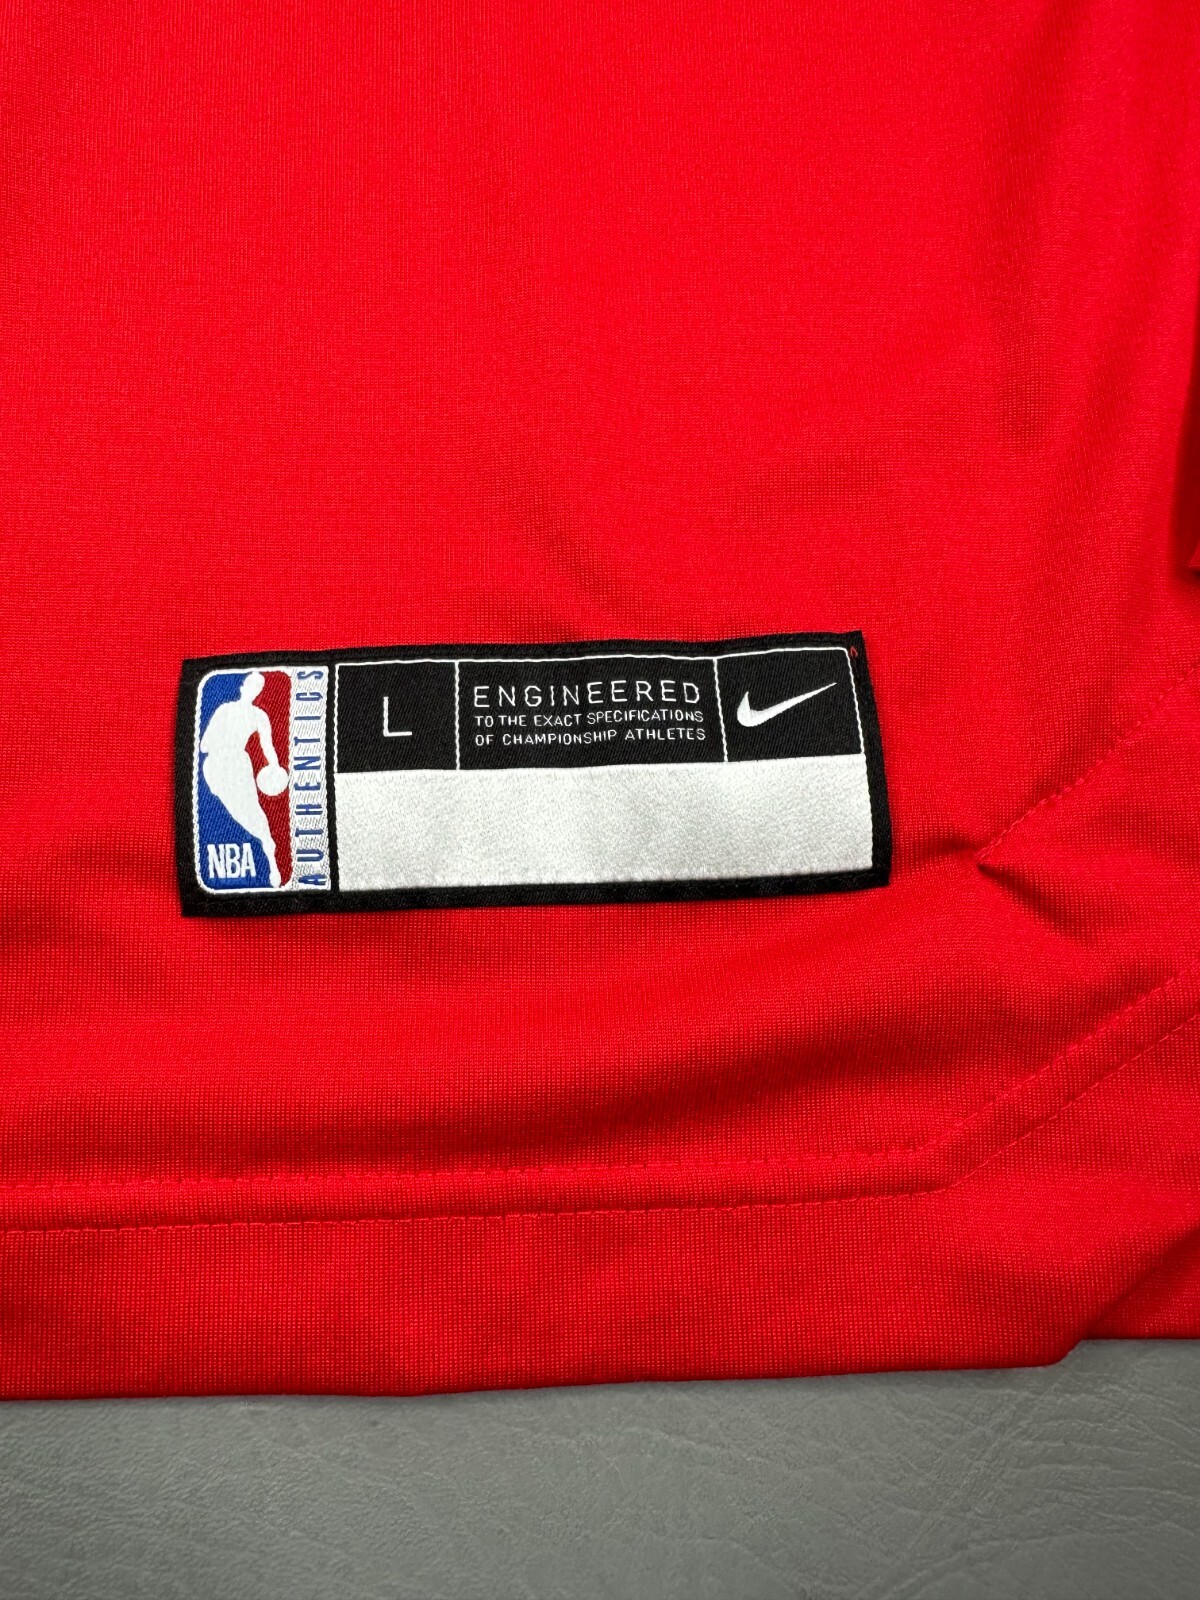 NBA
AUTHENTICS
L
ENGINEERED
TO THE EXACT SPECIFICATIONS
OF CHAMPIONSHIP ATHLETES